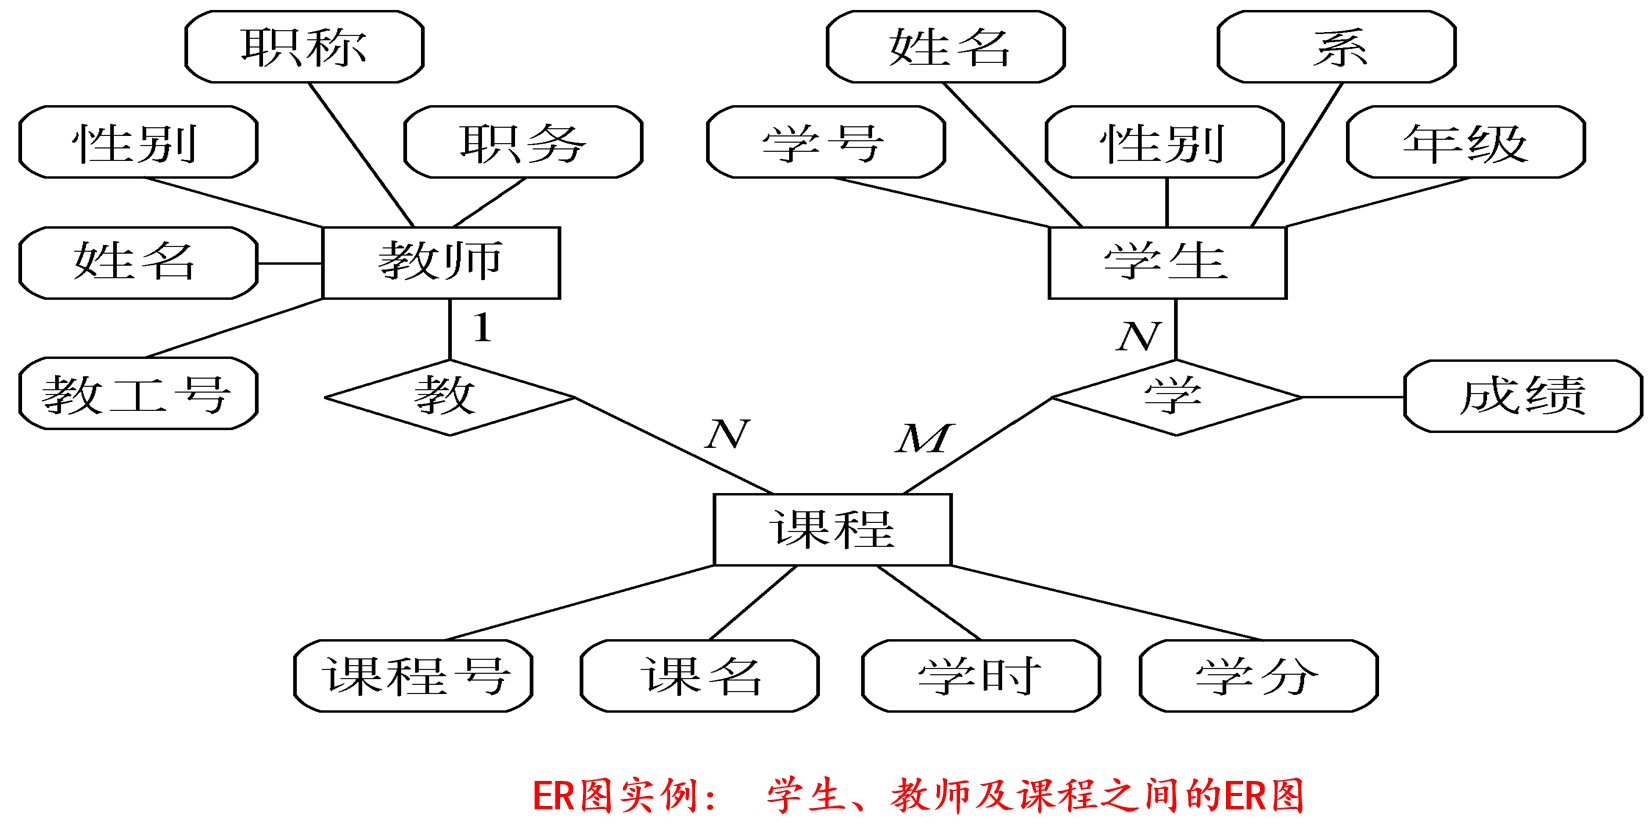 职称
姓名
系
性别
职务
学号
性别
年级
姓名
教师
学生
1
N
教工号
教
学
成绩
N
M
课程
课程号
课名
学时
学分
ER图实例： 学生、教师及课程之间的ER图